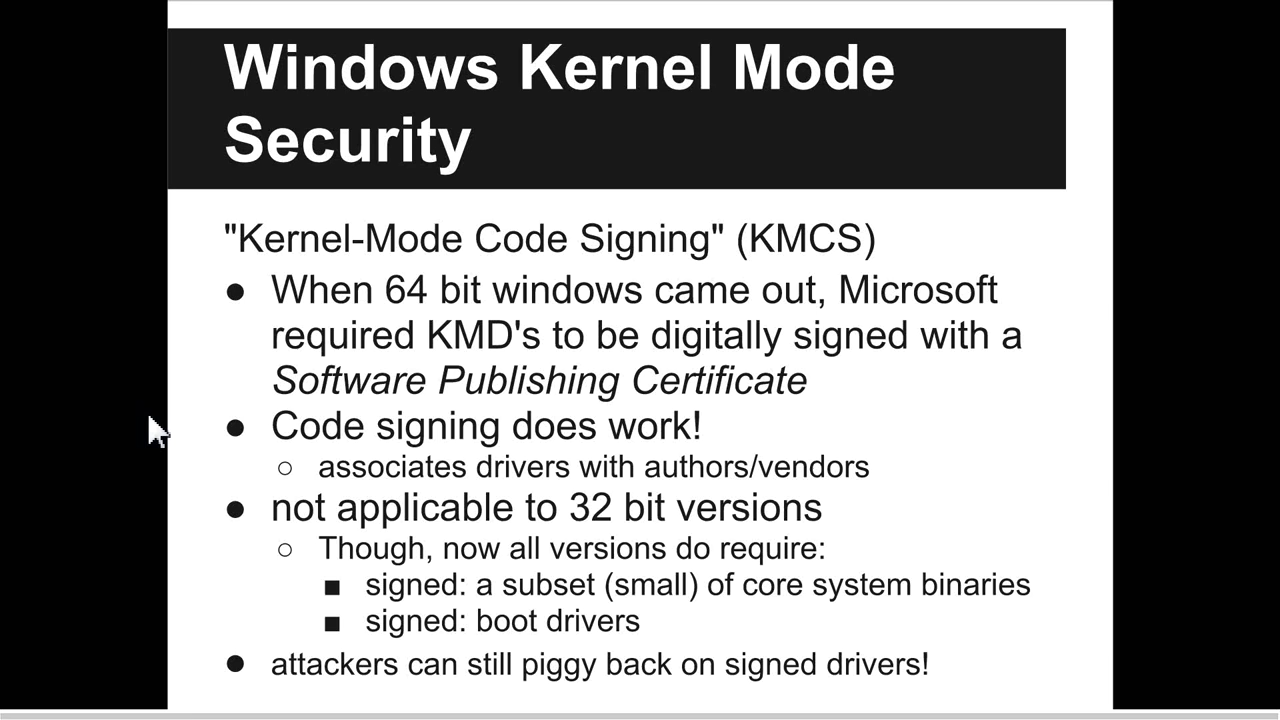 Windows Kernel Mode
Security
"Kernel-Mode Code Signing" (KMCS)
● When 64 bit windows came out, Microsoft
required KMD's to be digitally signed with a
Software Publishing Certificate
● Code signing does work!
○ associates drivers with authors/vendors
● not applicable to 32 bit versions
○ Though, now all versions do require:
■ signed: a subset (small) of core system binaries
■ signed: boot drivers
● attackers can still piggy back on signed drivers!